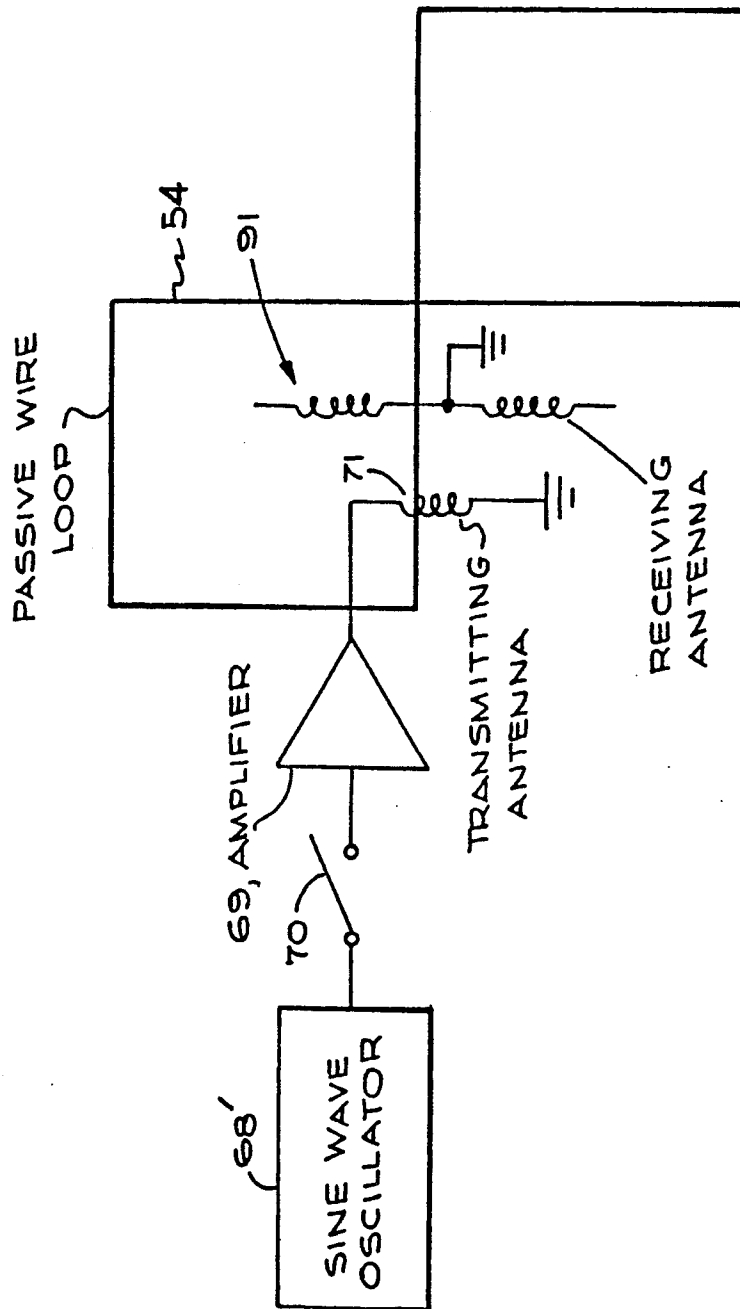 68'
SINE WAVE
OSCILLATOR
70
69, AMPLIFIER
PASSIVE WIRE
LOOP
54
91
71
TRANSMITTING
ANTENNA
RECEIVING
ANTENNA